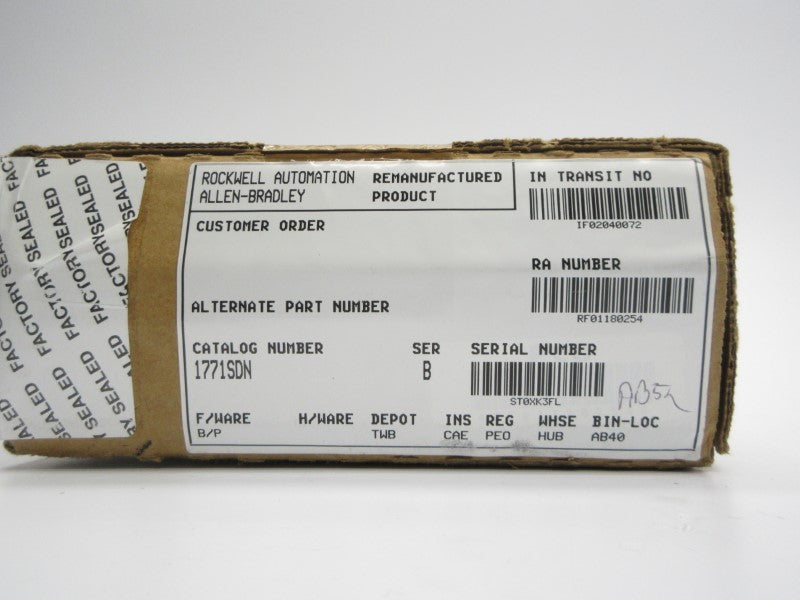 ROCKWELL AUTOMATION REMANUFACTURED
ALLEN-BRADLEY PRODUCT
IN TRANSIT NO
IF02040072
CUSTOMER ORDER
RA NUMBER
RF01180254
ALTERNATE PART NUMBER
CATALOG NUMBER SER SERIAL NUMBER
1771SDN B
ST0XK3FL
F/WARE H/WARE DEPOT INS REG WHSE BIN-LOC
B/P TWB CAE PEO HUB AB40
FACTORY SEALED FACTORY SEALED
FACTORY SEALED
FACTORY SEALED
FACTORY SEALED